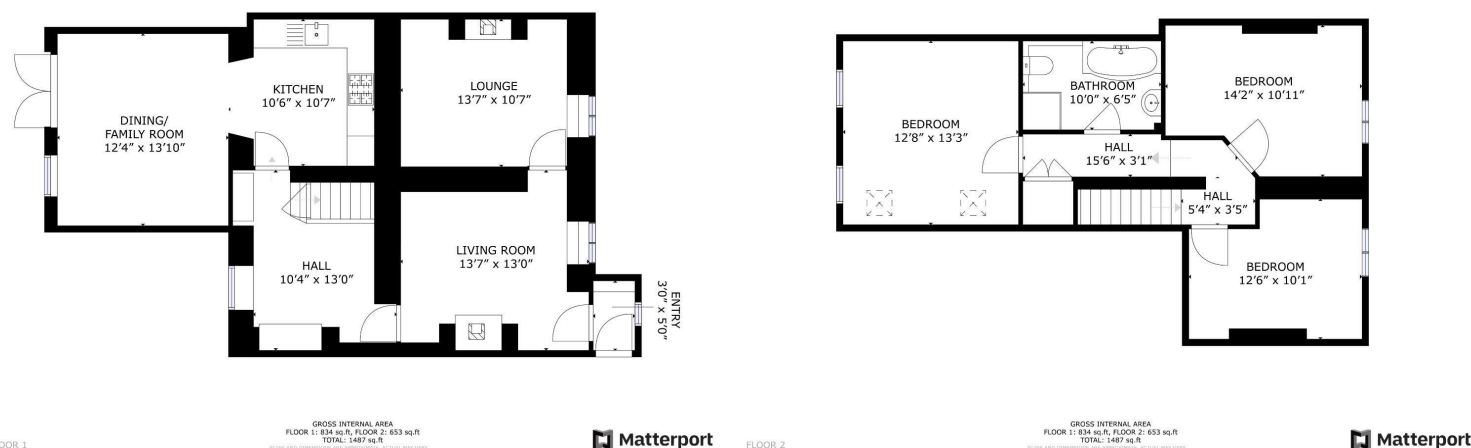 KITCHEN
10'6" x 10'7"
LOUNGE
13'7" x 10'7"
DINING/
FAMILY ROOM
12'4" x 13'10"
LIVING ROOM
13'7" x 13'0"
HALL
10'4" x 13'0"
ENTRY
3'0" x 5'0"
GROSS INTERNAL AREA
FLOOR 1: 834 sq.ft, FLOOR 2: 653 sq.ft
TOTAL: 1487 sq.ft
OOR 1
Matterport
BEDROOM
14'2" x 10'11"
BATHROOM
10'0" x 6'5"
BEDROOM
12'8" x 13'3"
HALL
15'6" x 3'1"
HALL
5'4" x 3'5"
BEDROOM
12'6" x 10'1"
GROSS INTERNAL AREA
FLOOR 1: 834 sq.ft, FLOOR 2: 653 sq.ft
TOTAL: 1487 sq.ft
FLOOR 2
Matterport